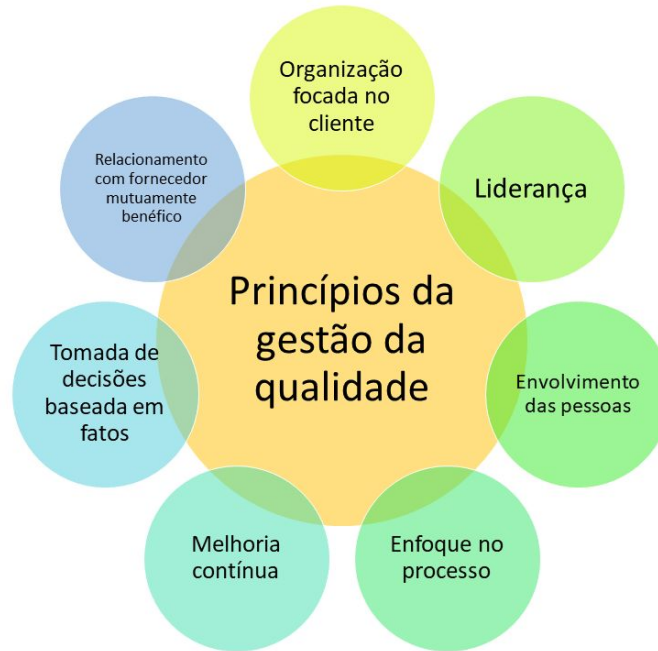 Organização
focada no
cliente
Liderança
Envolvimento
das pessoas
Enfoque no
processo
Melhoria
contínua
Tomada de
decisões
baseada em
fatos
Relacionamento
com fornecedor
mutuamente
benéfico
Princípios da
gestão da
qualidade